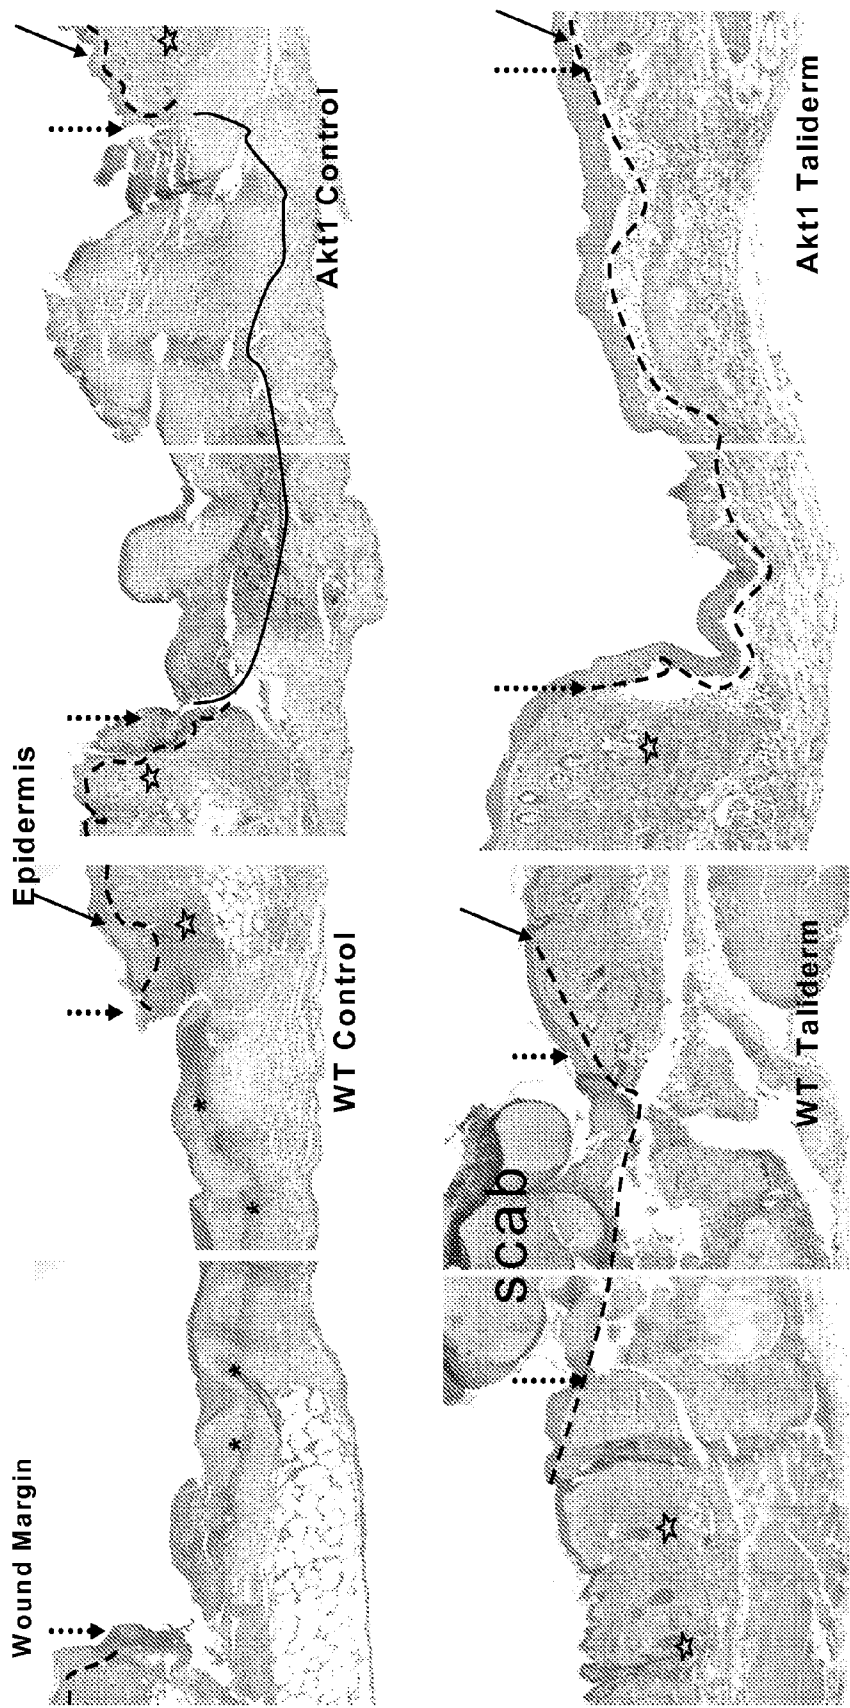 Wound Margin
Epidermis
WT Control
Akt1 Control
scab
WT Taliderm
Akt1 Taliderm